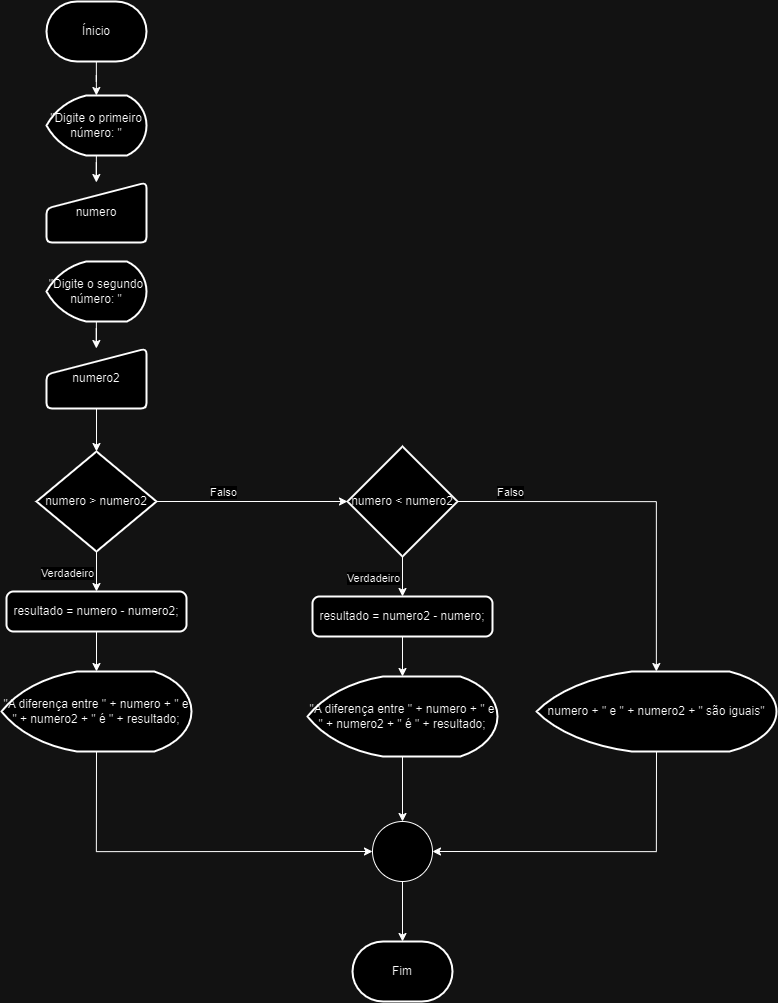 Ínicio
"Digite o primeiro
número: "
numero
"Digite o segundo
número: "
numero2
numero > numero2
Falso
numero < numero2
Falso
Verdadeiro
Verdadeiro
resultado = numero - numero2;
resultado = numero2 - numero;
"A diferença entre " + numero + " e
" + numero2 + " é " + resultado;
"A diferença entre " + numero + " e
" + numero2 + " é " + resultado;
numero + " e " + numero2 + " são iguais"
Fim